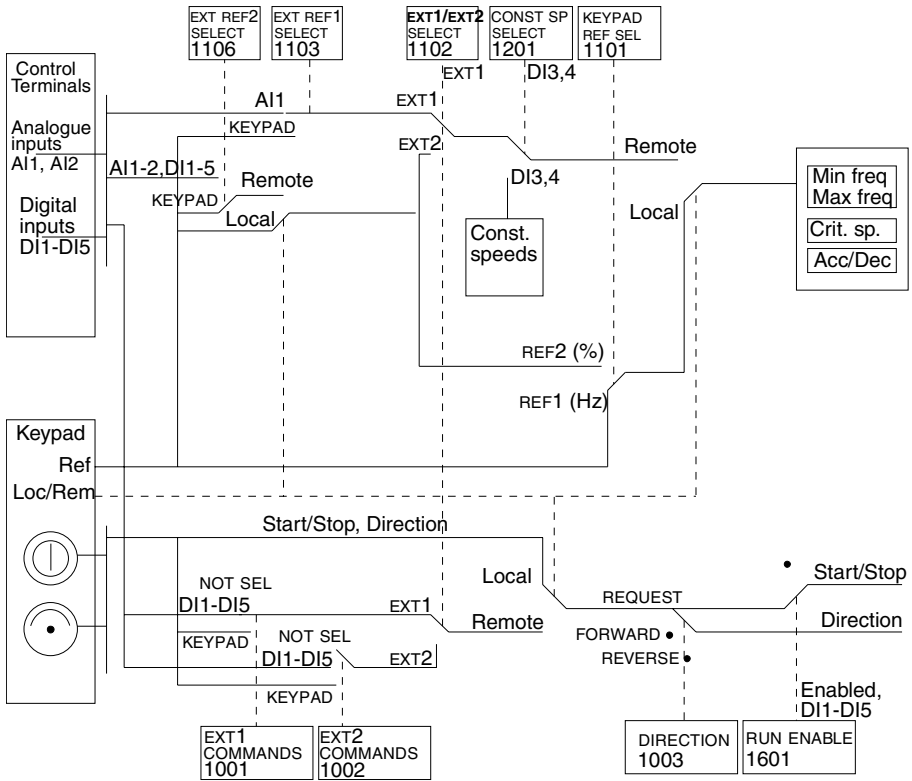 EXT REF2
SELECT
1106
EXT REF1
SELECT
1103
EXT1/EXT2
SELECT
1102
CONST SP
SELECT
1201
KEYPAD
REF SEL
1101
EXT1
DI3,4
Control
Terminals
AI1
EXT1
Analogue
inputs
AI1, AI2
KEYPAD
EXT2
Remote
AI1-2,DI1-5
Remote
DI3,4
KEYPAD
Local
Local
Min freq
Max freq
Crit. sp.
Acc/Dec
Digital
inputs
DI1-DI5
Const.
speeds
REF2 (%)
REF1 (Hz)
Keypad
Ref
Loc/Rem
Start/Stop, Direction
Local
Start/Stop
NOT SEL
DI1-DI5
EXT1
REQUEST
Remote
Direction
KEYPAD
NOT SEL
DI1-DI5
EXT2
FORWARD
REVERSE
KEYPAD
Enabled,
DI1-DI5
EXT1
COMMANDS
1001
EXT2
COMMANDS
1002
DIRECTION
1003
RUN ENABLE
1601